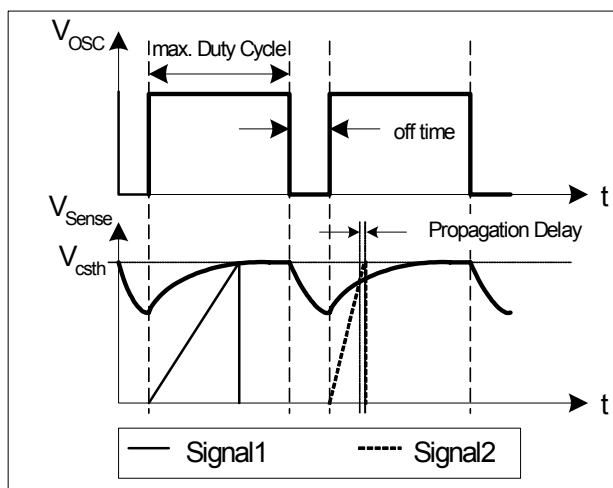 V_OSC
max. Duty Cycle
off time
t
V_Sense
Propagation Delay
V_csth
t
Signal1 Signal2